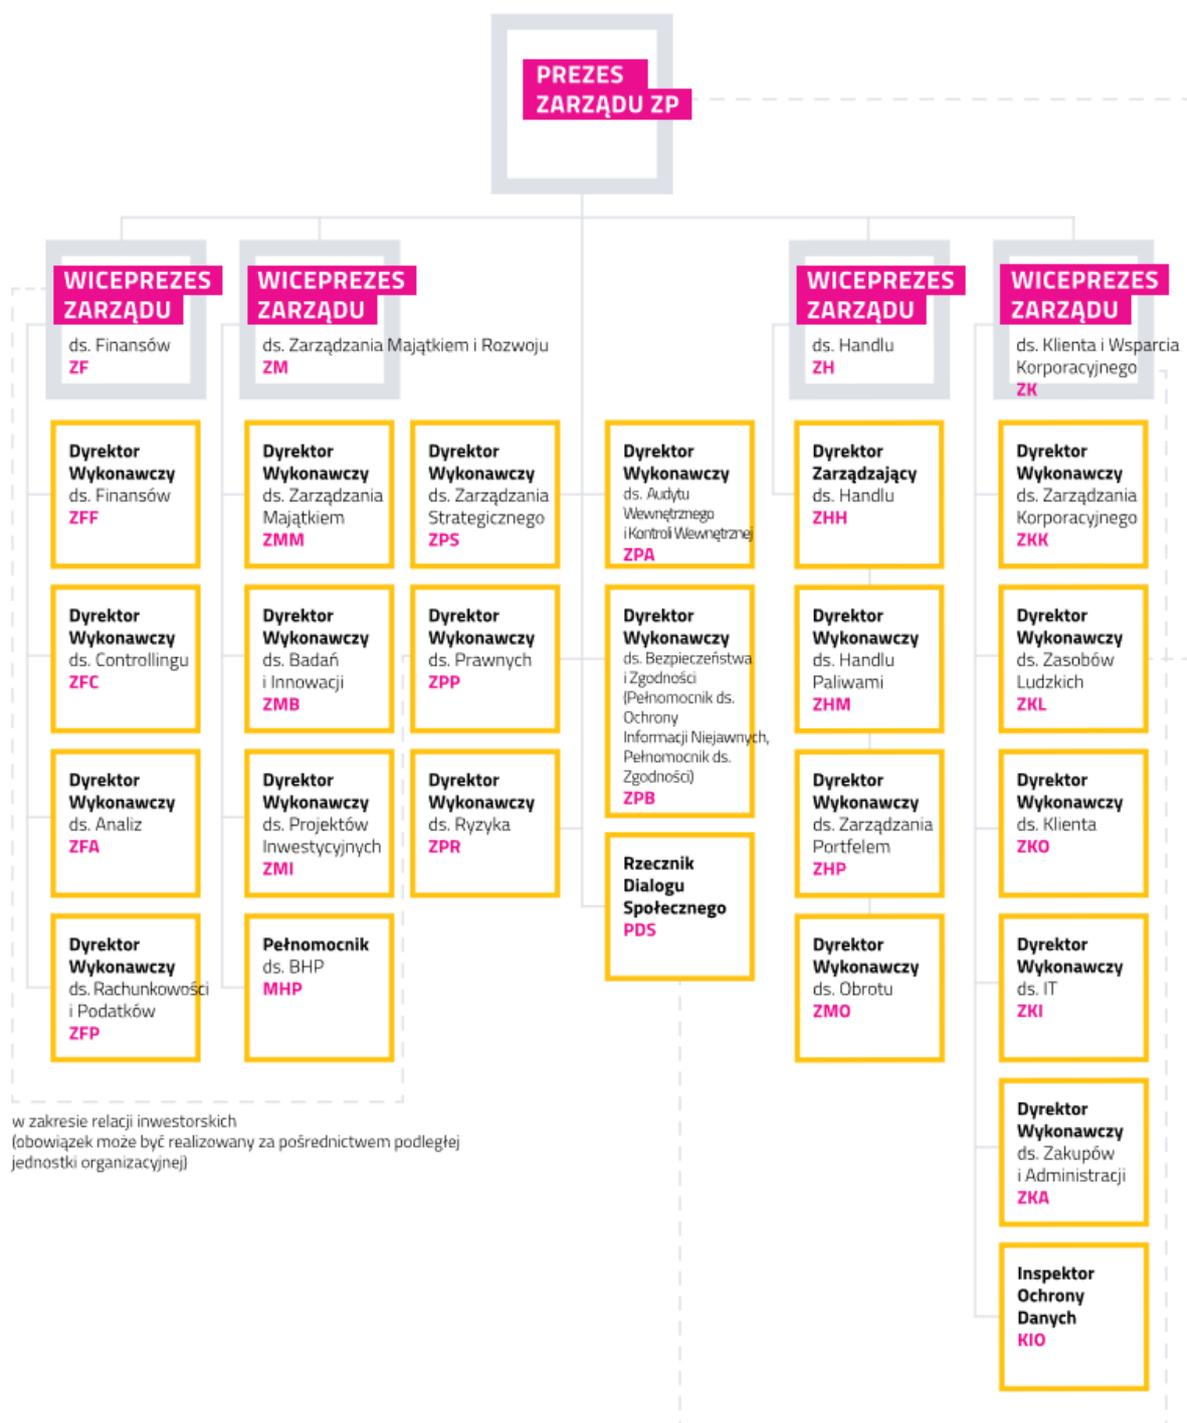 PREZES
ZARZĄDU ZP
WICEPREZES
ZARZĄDU
ds. Finansów
ZF
WICEPREZES
ZARZĄDU
ds. Zarządzania Majątkiem i Rozwoju
ZM
WICEPREZES
ZARZĄDU
ds. Handlu
ZH
WICEPREZES
ZARZĄDU
ds. Klienta i Wsparcia
Korporacyjnego
ZK
Dyrektor
Wykonawczy
ds. Finansów
ZFF
Dyrektor
Wykonawczy
ds. Zarządzania
Majątkiem
ZMM
Dyrektor
Wykonawczy
ds. Zarządzania
Strategicznego
ZPS
Dyrektor
Wykonawczy
ds. Audytu
Wewnętrznego
i Kontroli Wewnętrznej
ZPA
Dyrektor
Zarządzający
ds. Handlu
ZHH
Dyrektor
Wykonawczy
ds. Zarządzania
Korporacyjnego
ZKK
Dyrektor
Wykonawczy
ds. Controllingu
ZFC
Dyrektor
Wykonawczy
ds. Badań
i Innowacji
ZMB
Dyrektor
Wykonawczy
ds. Prawnych
ZPP
Dyrektor
Wykonawczy
ds. Bezpieczeństwa
i Zgodności
(Pełnomocnik ds.
Ochrony
Informacji Niejawnych,
Pełnomocnik ds.
Zgodności)
ZPB
Dyrektor
Wykonawczy
ds. Handlu
Paliwami
ZHM
Dyrektor
Wykonawczy
ds. Zasobów
Ludzkich
ZKL
Dyrektor
Wykonawczy
ds. Analiz
ZFA
Dyrektor
Wykonawczy
ds. Projektów
Inwestycyjnych
ZMI
Dyrektor
Wykonawczy
ds. Ryzyka
ZPR
Rzecznik
Dialogu
Społecznego
PDS
Dyrektor
Wykonawczy
ds. Zarządzania
Portfelem
ZHP
Dyrektor
Wykonawczy
ds. Klienta
ZKO
Dyrektor
Wykonawczy
ds. Rachunkowości
i Podatków
ZFP
Pełnomocnik
ds. BHP
MHP
Dyrektor
Wykonawczy
ds. Obrotu
ZMO
Dyrektor
Wykonawczy
ds. IT
ZKI
Dyrektor
Wykonawczy
ds. Zakupów
i Administracji
ZKA
Inspektor
Ochrony
Danych
KIO
w zakresie relacji inwestorskich
(obowiązek może być realizowany za pośrednictwem podległej
jednostki organizacyjnej)